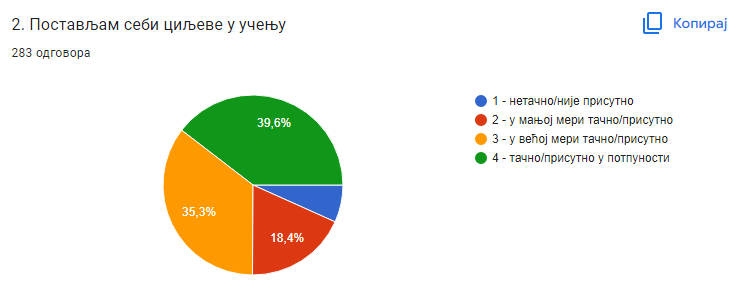 2. Постављам себи циљеве у учењу
Копирај
283 одговора
1 - нетачно/није присутно
2 - у мањој мери тачно/присутно
3 - у већој мери тачно/присутно
4 - тачно/присутно у потпуности
39,6%
35,3%
18,4%